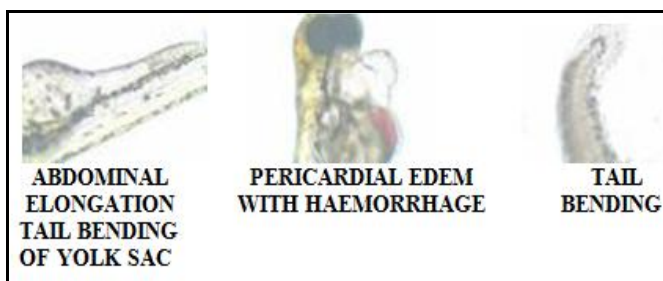 ABDOMINAL
ELONGATION
TAIL BENDING
OF YOLK SAC
PERICARDIAL EDEM
WITH HAEMORRHAGE
TAIL
BENDING